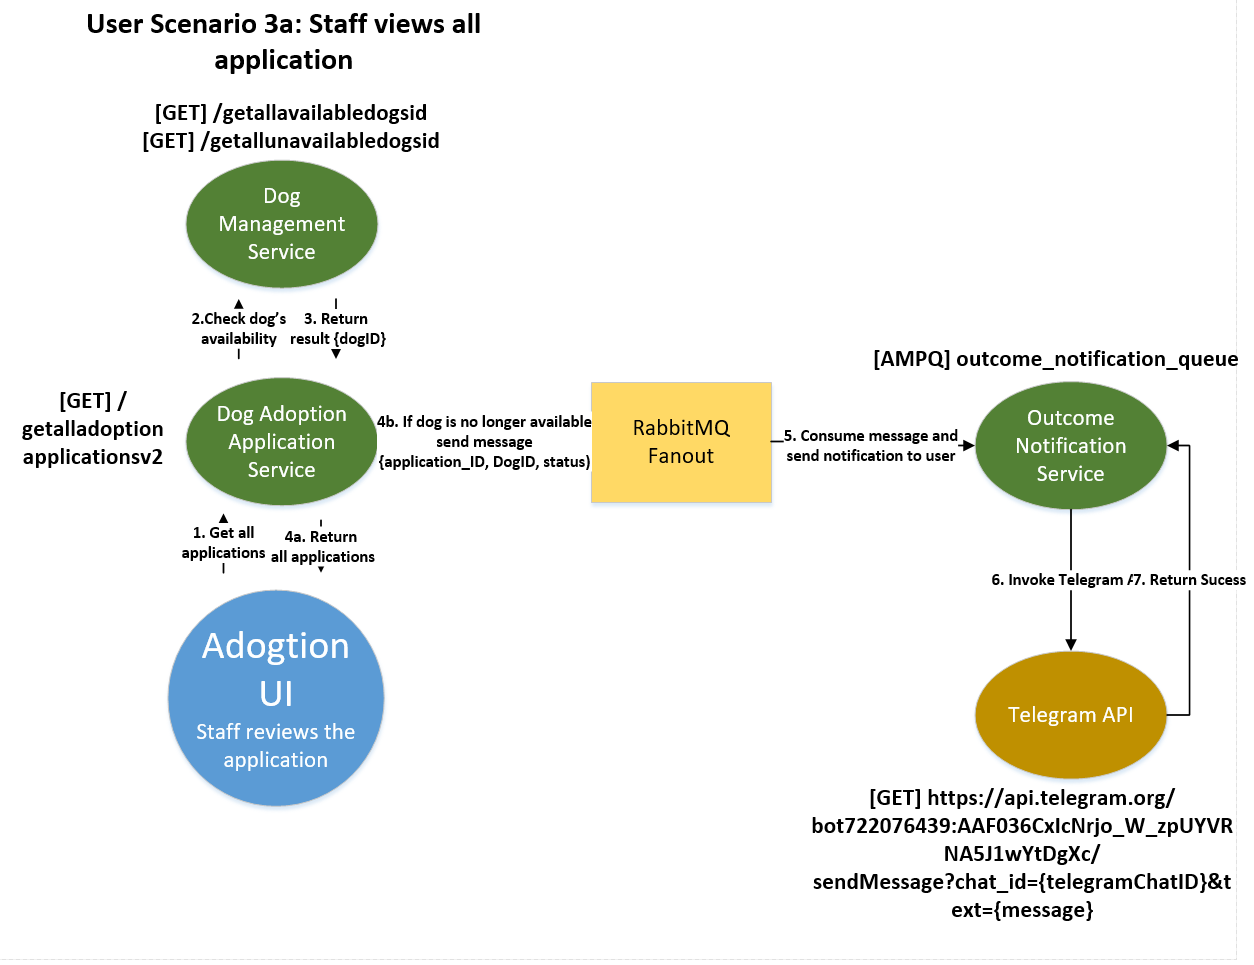 User Scenario 3a: Staff views all
application
[GET] /getallavailabledogsid
[GET] /getallunavailabledogsid
Dog
Management
Service
2.Check dog's
availability
3. Return
result {dogID}
[GET] /
getalladoption
applicationsv2
Dog Adoption
Application
Service
4b. If dog is no longer available
send message
{application_ID, DogID, status)
RabbitMQ
Fanout
5. Consume message and
send notification to user
[AMPQ] outcome_notification_queue
Outcome
Notification
Service
1. Get all
applications
4a. Return
all applications
6. Invoke Telegram
7. Return Sucess
Adogtion
UI
Staff reviews the
application
Telegram API
[GET] https://api.telegram.org/
bot722076439:AAF036CxIcNrjo_W_zpUYVR
NA5J1wYtDgXc/
sendMessage?chat_id={telegramChatID}&t
ext={message}